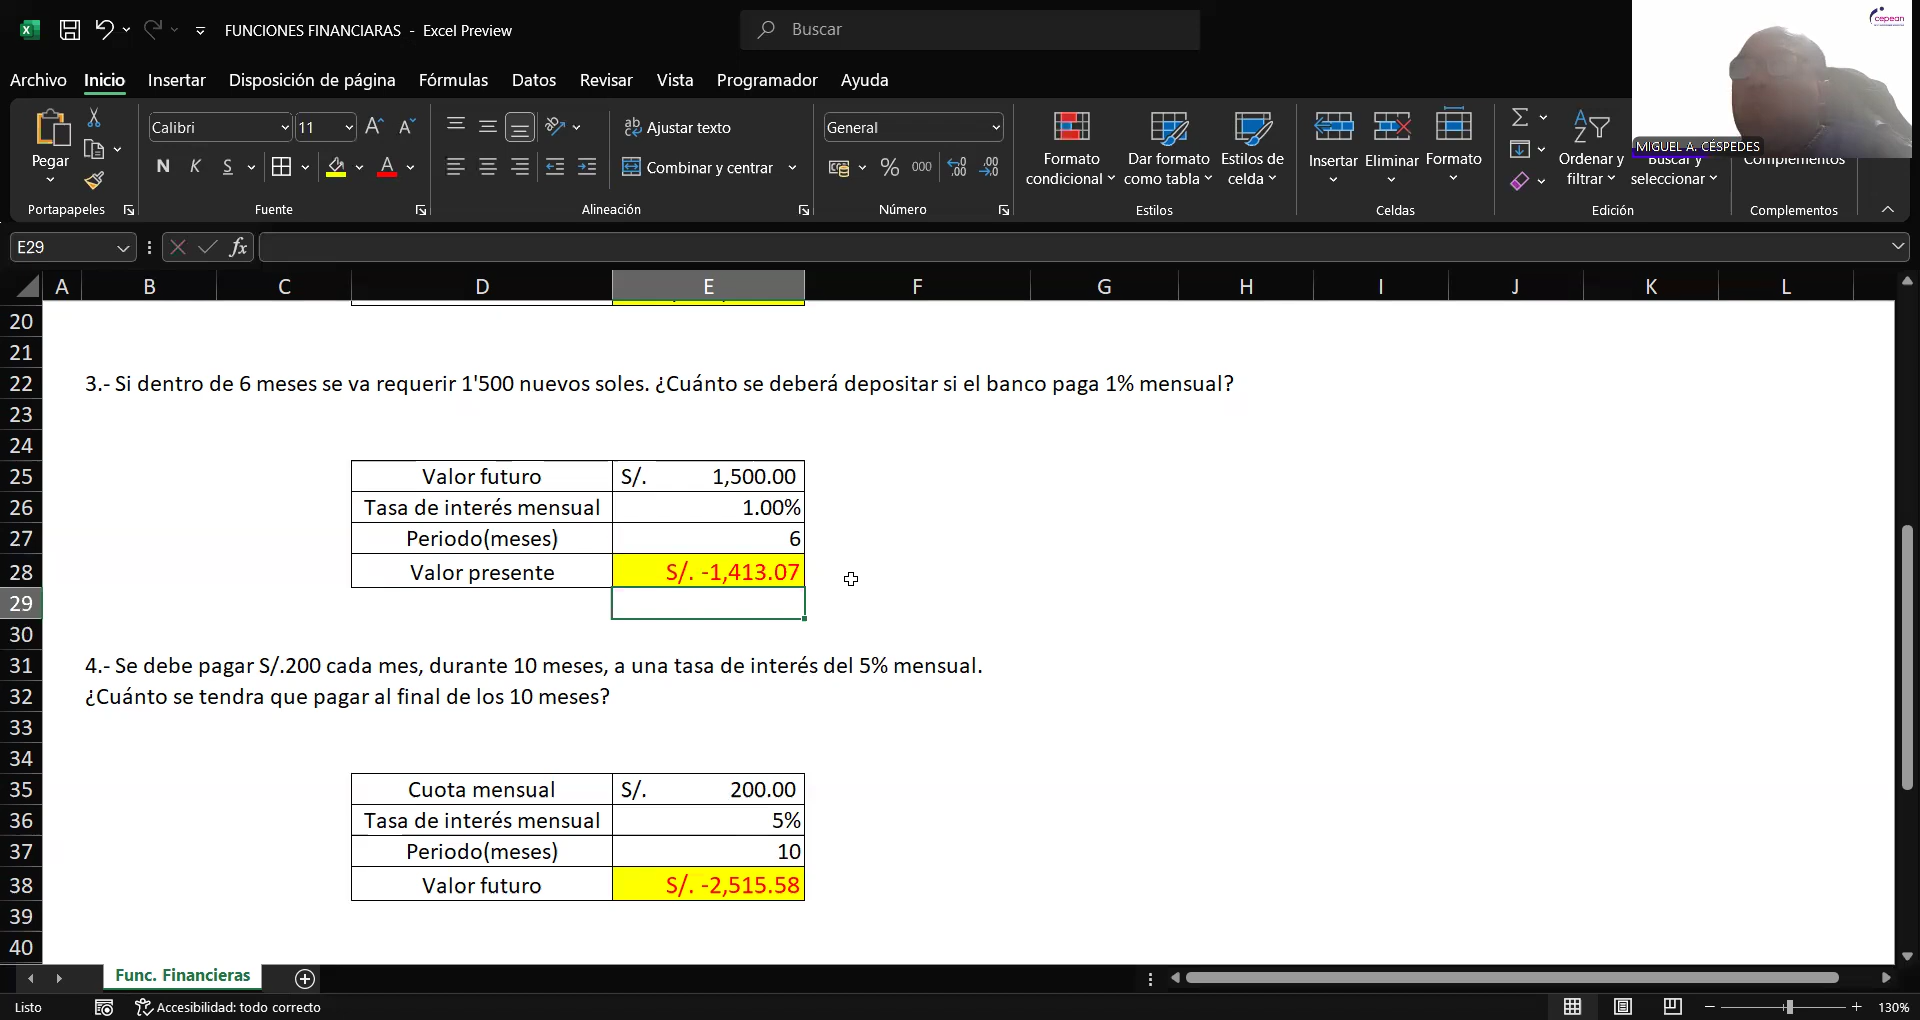 FUNCIONES FINANCIARAS - Excel Preview
Buscar
cepean
Archivo Inicio Insertar Disposición de página Fórmulas Datos Revisar Vista Programador Ayuda
Pegar
Portapapeles
Calibri 11
N K S
Fuente
Ajustar texto
Combinar y centrar
Alineación
General
% 000
Número
Formato condicional
Dar formato como tabla
Estilos de celda
Estilos
Insertar Eliminar Formato
Celdas
Ordenar y filtrar
Buscar y seleccionar
Edición
Complementos
Complementos
MIGUEL A. CÉSPEDES
E29 fx
A B C D E F G H I J K L
20
21
22 3.- Si dentro de 6 meses se va requerir 1'500 nuevos soles. ¿Cuánto se deberá depositar si el banco paga 1% mensual?
23
24
25 Valor futuro S/. 1,500.00
26 Tasa de interés mensual 1.00%
27 Periodo(meses) 6
28 Valor presente S/. -1,413.07
29
30
31 4.- Se debe pagar S/.200 cada mes, durante 10 meses, a una tasa de interés del 5% mensual.
32 ¿Cuánto se tendra que pagar al final de los 10 meses?
33
34
35 Cuota mensual S/. 200.00
36 Tasa de interés mensual 5%
37 Periodo(meses) 10
38 Valor futuro S/. -2,515.58
39
40
Func. Financieras
Listo Accesibilidad: todo correcto 130%